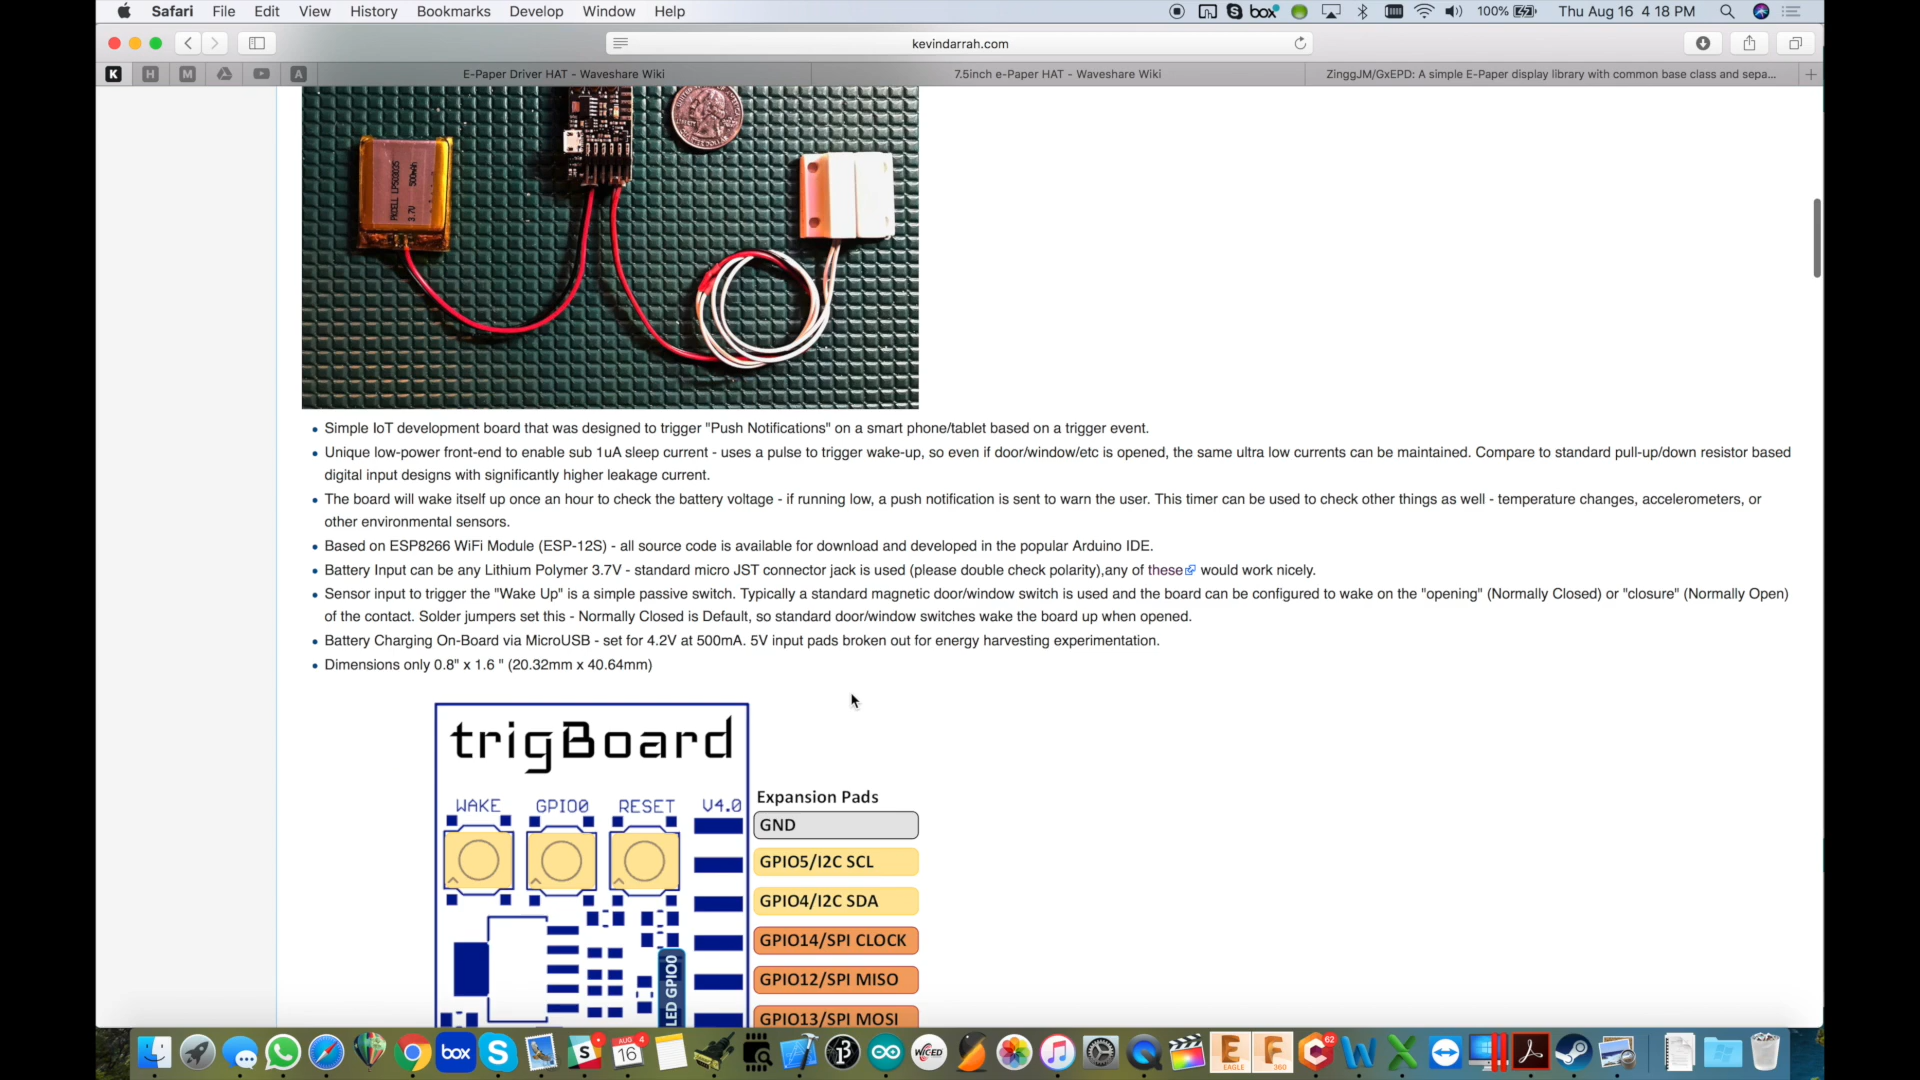 Safari File Edit View History Bookmarks Develop Window Help box 100% Thu Aug 16 4:18 PM
kevindarrah.com
K H M A E-Paper Driver HAT - Waveshare Wiki 7.5inch e-Paper HAT - Waveshare Wiki ZinggJM/GxEPD: A simple E-Paper display library with common base class and sepa...
PKCELL LP503035 500mAh
3.7V
• Simple IoT development board that was designed to trigger "Push Notifications" on a smart phone/tablet based on a trigger event.
• Unique low-power front-end to enable sub 1uA sleep current - uses a pulse to trigger wake-up, so even if door/window/etc is opened, the same ultra low currents can be maintained. Compare to standard pull-up/down resistor based
digital input designs with significantly higher leakage current.
• The board will wake itself up once an hour to check the battery voltage - if running low, a push notification is sent to warn the user. This timer can be used to check other things as well - temperature changes, accelerometers, or
other environmental sensors.
• Based on ESP8266 WiFi Module (ESP-12S) - all source code is available for download and developed in the popular Arduino IDE.
• Battery Input can be any Lithium Polymer 3.7V - standard micro JST connector jack is used (please double check polarity),any of these would work nicely.
• Sensor input to trigger the "Wake Up" is a simple passive switch. Typically a standard magnetic door/window switch is used and the board can be configured to wake on the "opening" (Normally Closed) or "closure" (Normally Open)
of the contact. Solder jumpers set this - Normally Closed is Default, so standard door/window switches wake the board up when opened.
• Battery Charging On-Board via MicroUSB - set for 4.2V at 500mA. 5V input pads broken out for energy harvesting experimentation.
• Dimensions only 0.8" x 1.6 " (20.32mm x 40.64mm)
trigBoard
WAKE GPIO0 RESET V4.0
Expansion Pads
GND
GPIO5/I2C SCL
GPIO4/I2C SDA
GPIO14/SPI CLOCK
GPIO12/SPI MISO
GPIO13/SPI MOSI
LED GPIO0
box AUG 16 4 WICED E EAGLE F 360 62